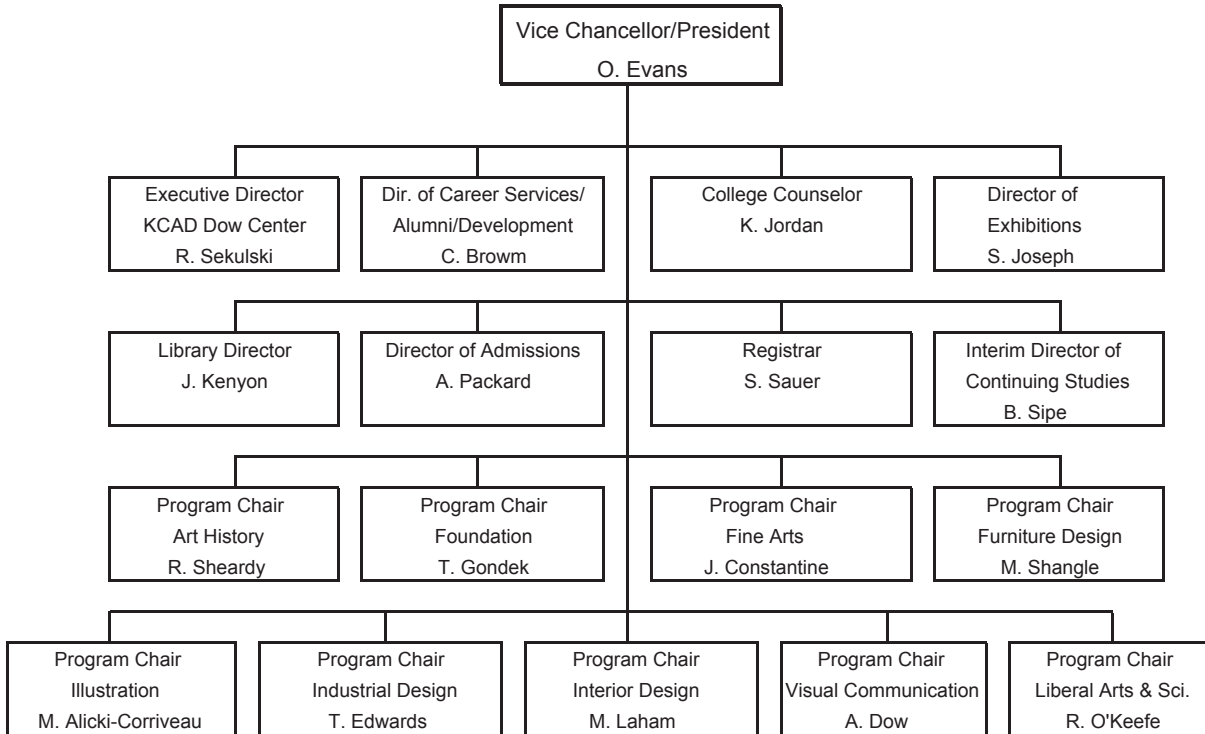 Vice Chancellor/President
O. Evans
Executive Director
KCAD Dow Center
R. Sekulski
Dir. of Career Services/
Alumni/Development
C. Browm
College Counselor
K. Jordan
Director of
Exhibitions
S. Joseph
Library Director
J. Kenyon
Director of Admissions
A. Packard
Registrar
S. Sauer
Interim Director of
Continuing Studies
B. Sipe
Program Chair
Art History
R. Sheardy
Program Chair
Foundation
T. Gondek
Program Chair
Fine Arts
J. Constantine
Program Chair
Furniture Design
M. Shangle
Program Chair
Illustration
M. Alicki-Corriveau
Program Chair
Industrial Design
T. Edwards
Program Chair
Interior Design
M. Laham
Program Chair
Visual Communication
A. Dow
Program Chair
Liberal Arts & Sci.
R. O'Keefe